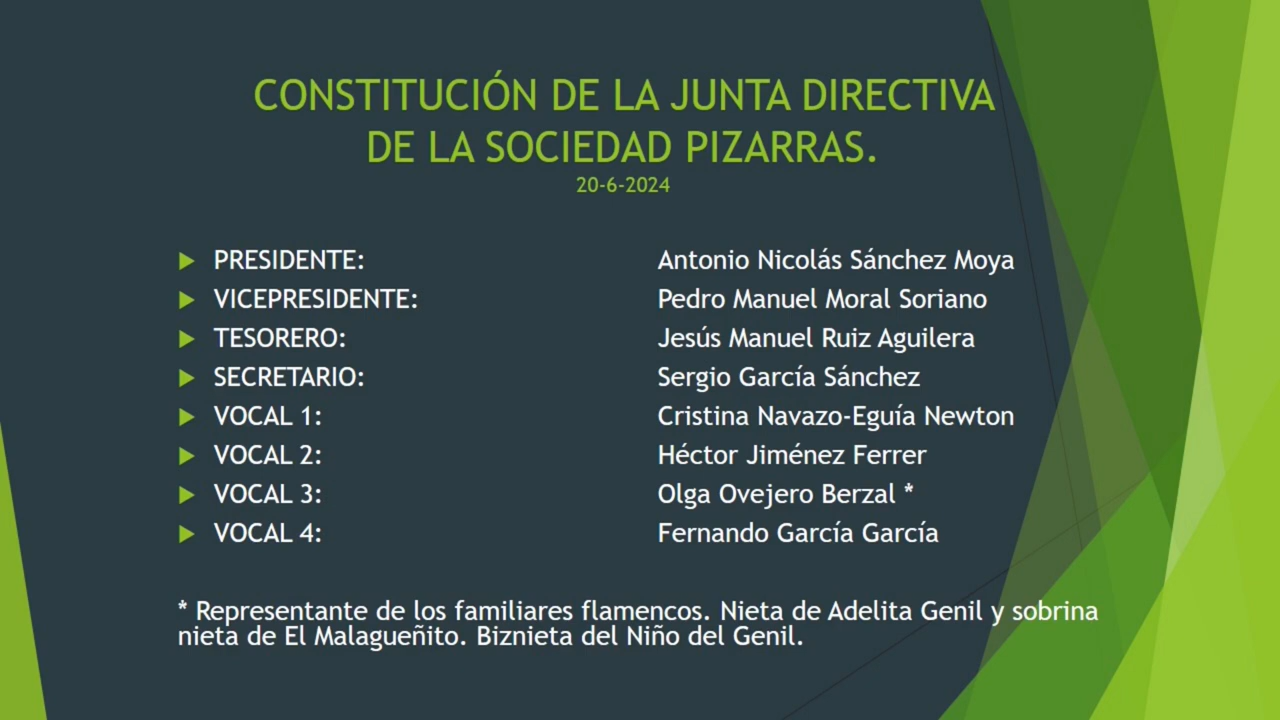 CONSTITUCIÓN DE LA JUNTA DIRECTIVA
DE LA SOCIEDAD PIZARRAS.
20-6-2024
PRESIDENTE: Antonio Nicolás Sánchez Moya
VICEPRESIDENTE: Pedro Manuel Moral Soriano
TESORERO: Jesús Manuel Ruiz Aguilera
SECRETARIO: Sergio García Sánchez
VOCAL 1: Cristina Navazo-Eguía Newton
VOCAL 2: Héctor Jiménez Ferrer
VOCAL 3: Olga Ovejero Berzal *
VOCAL 4: Fernando García García
* Representante de los familiares flamencos. Nieta de Adelita Genil y sobrina
nieta de El Malagueñito. Biznieta del Niño del Genil.